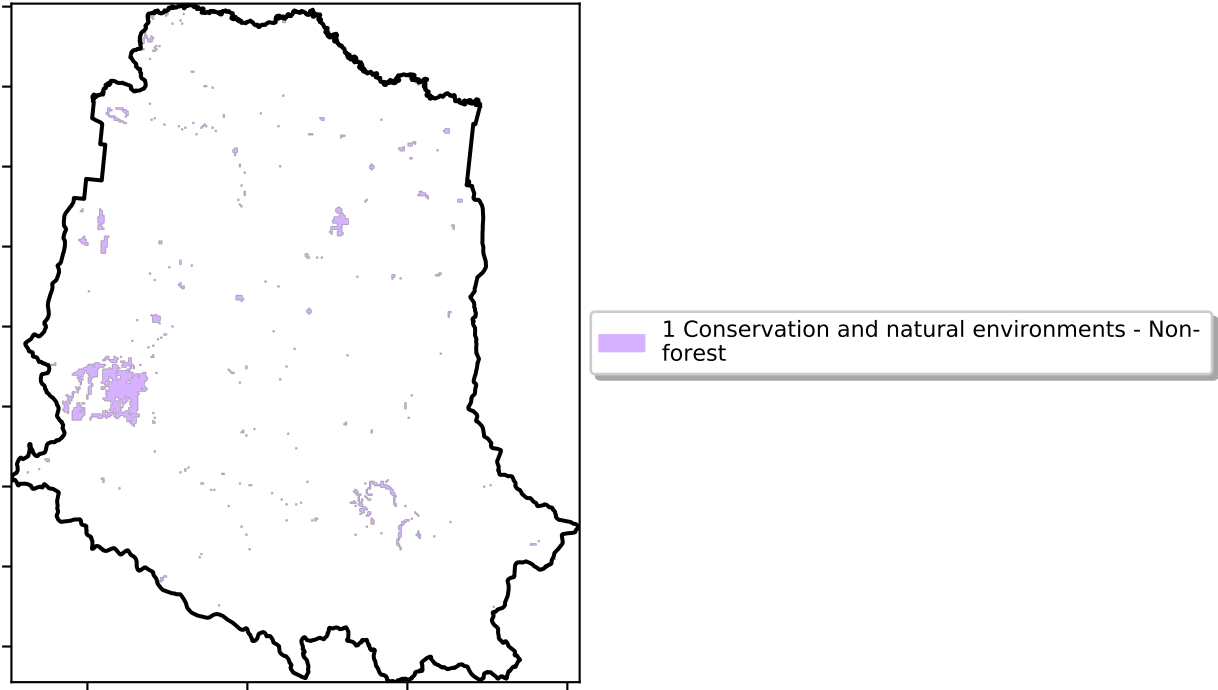 1 Conservation and natural environments - Non-
forest